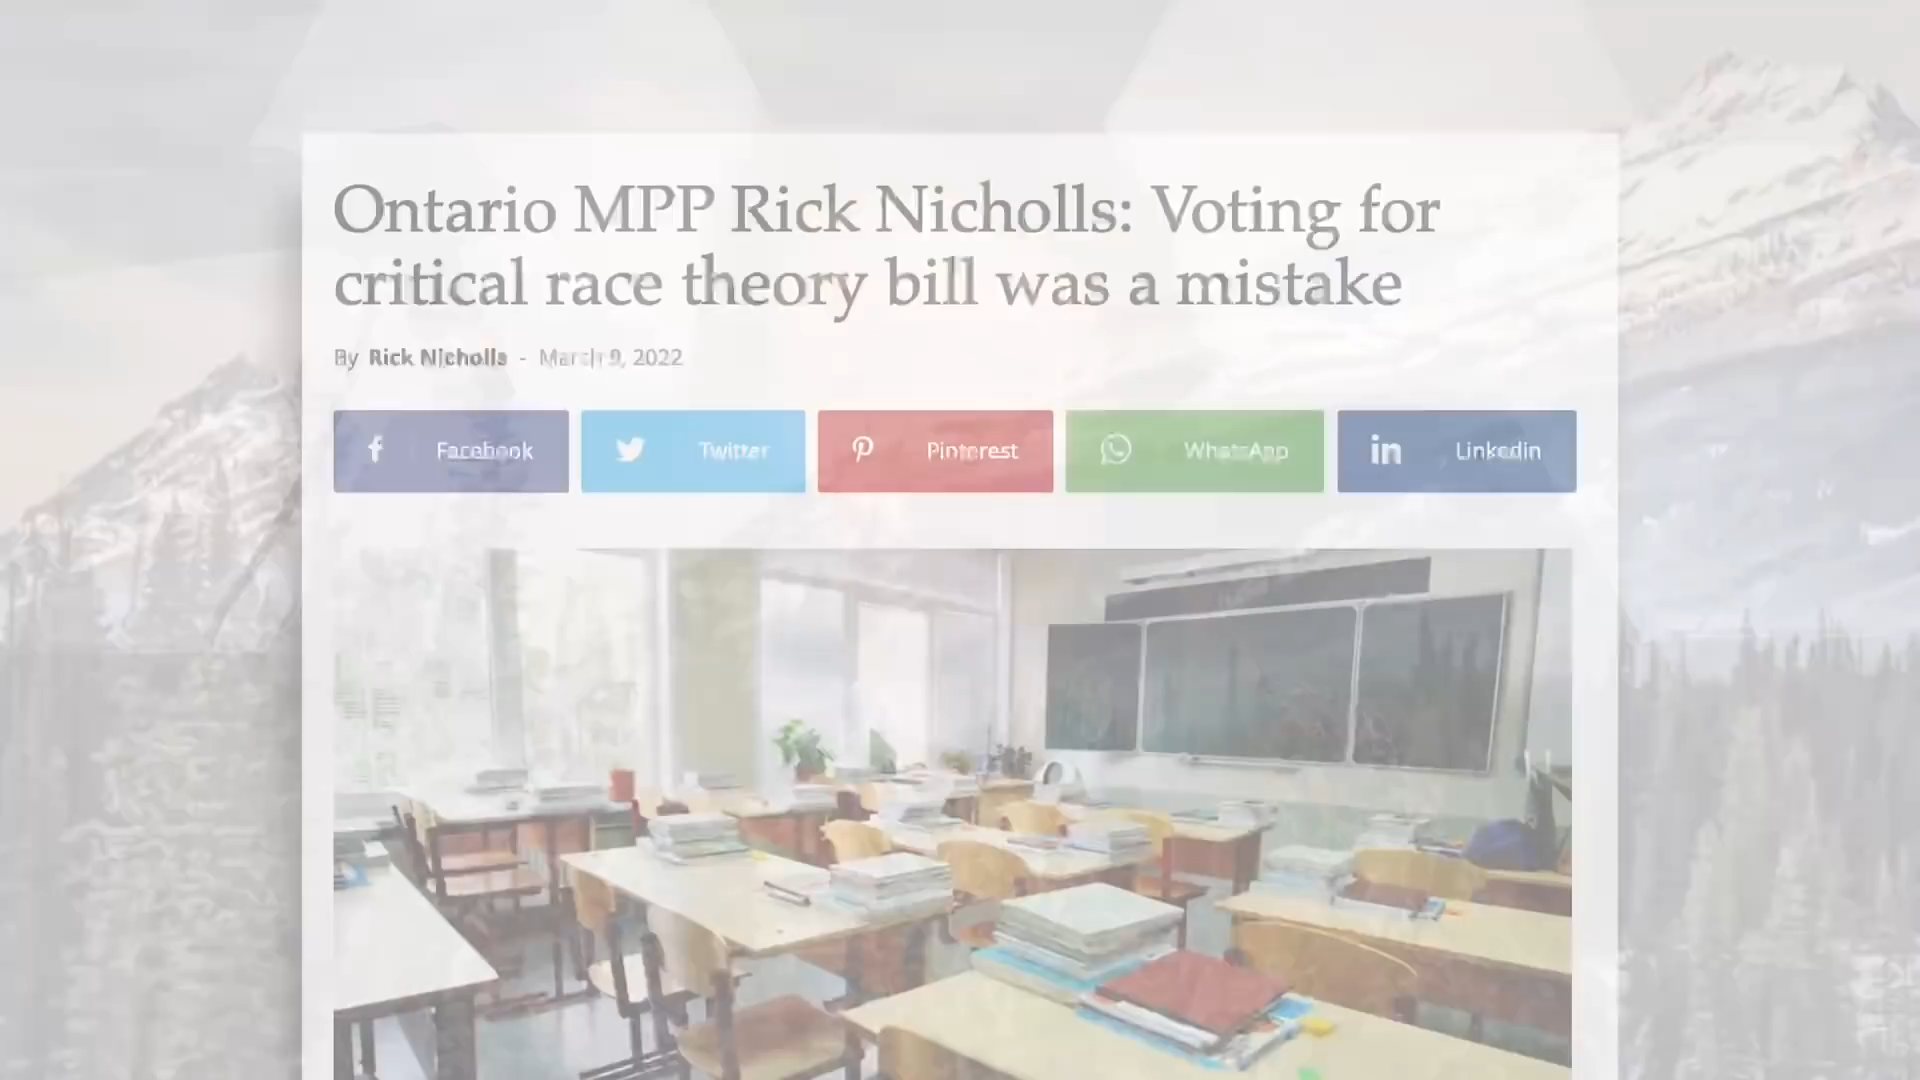 Ontario MPP Rick Nicholls: Voting for
critical race theory bill was a mistake
By Rick Nicholls - March 9, 2022
Facebook
Twitter
Pinterest
WhatsApp
Linkedin